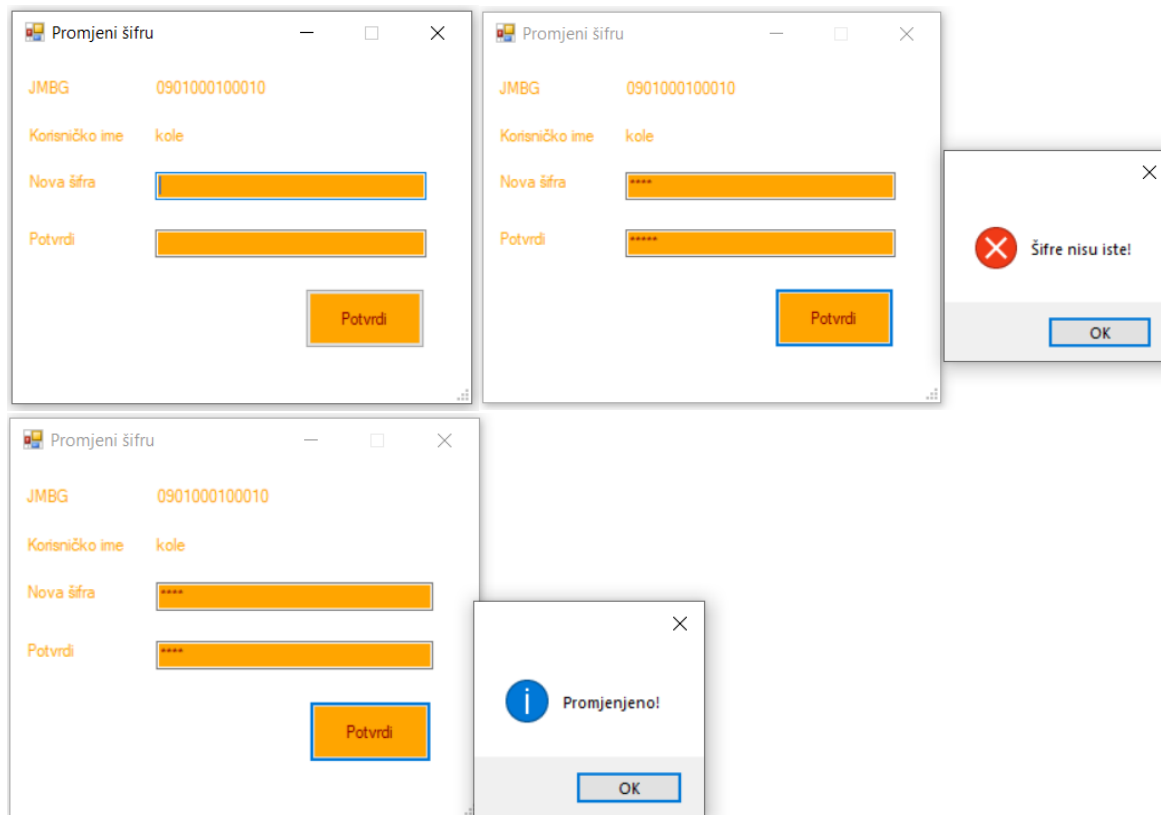 Promjeni šifru
JMBG 0901000100010
Korisničko ime kole
Nova šifra
Potvrdi
Potvrdi
Promjeni šifru
JMBG 0901000100010
Korisničko ime kole
Nova šifra ****
Potvrdi *****
Potvrdi
Šifre nisu iste!
OK
Promjeni šifru
JMBG 0901000100010
Korisničko ime kole
Nova šifra ****
Potvrdi ****
Potvrdi
Promjenjeno!
OK